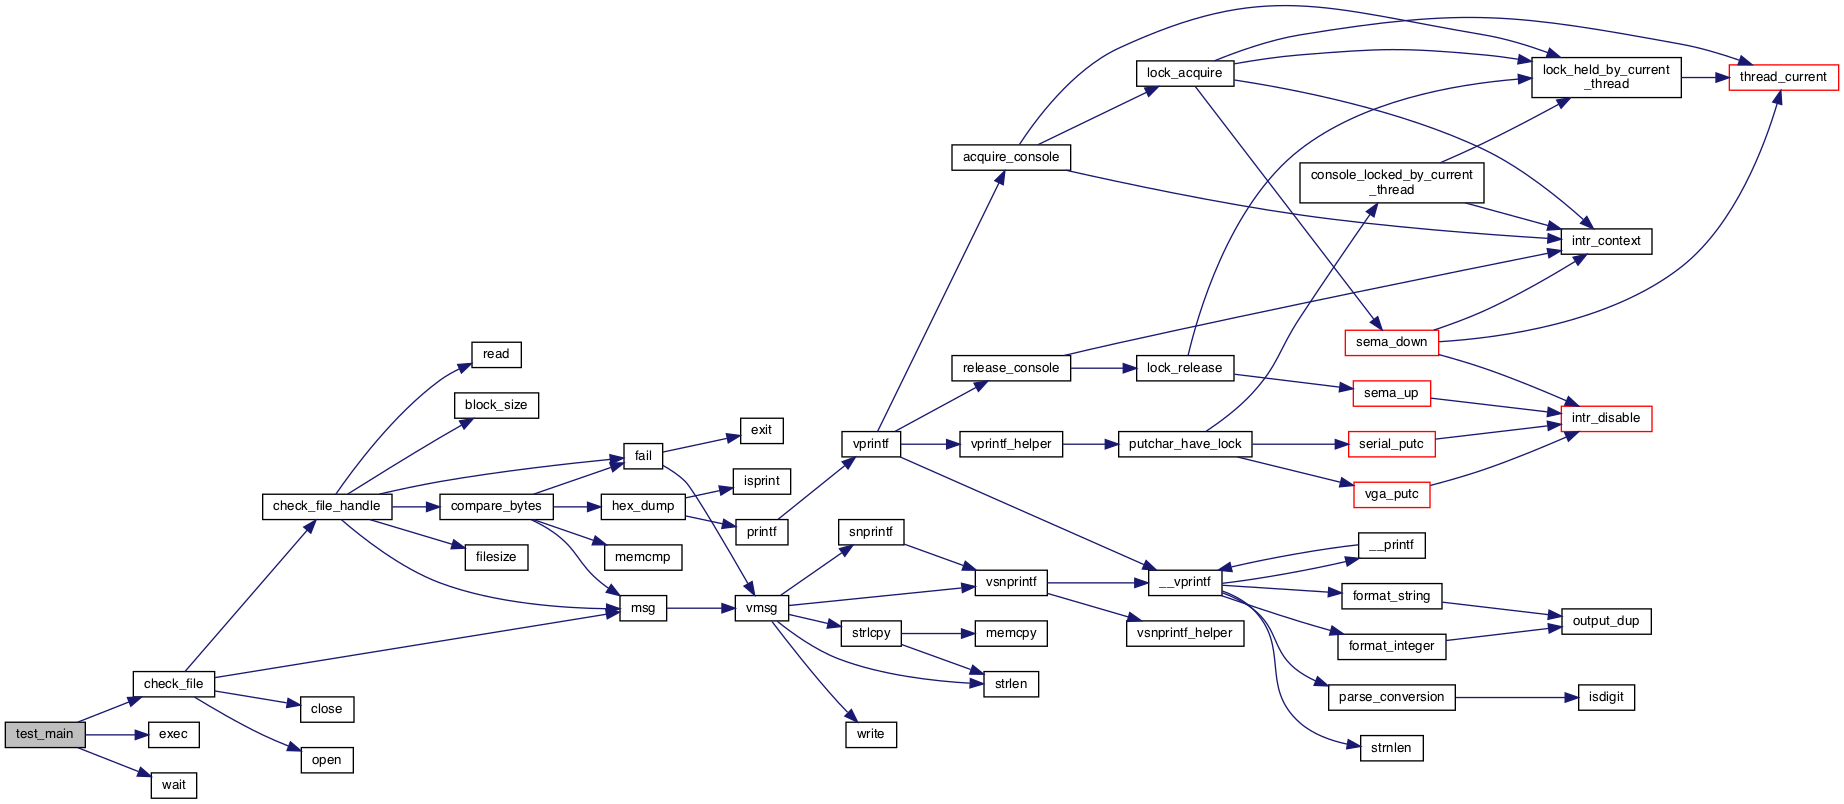 test_main
check_file
exec
wait
check_file_handle
close
open
read
block_size
compare_bytes
filesize
fail
hex_dump
memcmp
msg
exit
isprint
printf
vmsg
snprintf
strlcpy
write
vprintf
acquire_console
release_console
vprintf_helper
vsnprintf
memcpy
strlen
lock_acquire
lock_release
putchar_have_lock
__vprintf
vsnprintf_helper
console_locked_by_current
_thread
sema_down
sema_up
serial_putc
vga_putc
__printf
format_string
format_integer
parse_conversion
strnlen
lock_held_by_current
_thread
intr_context
intr_disable
output_dup
isdigit
thread_current